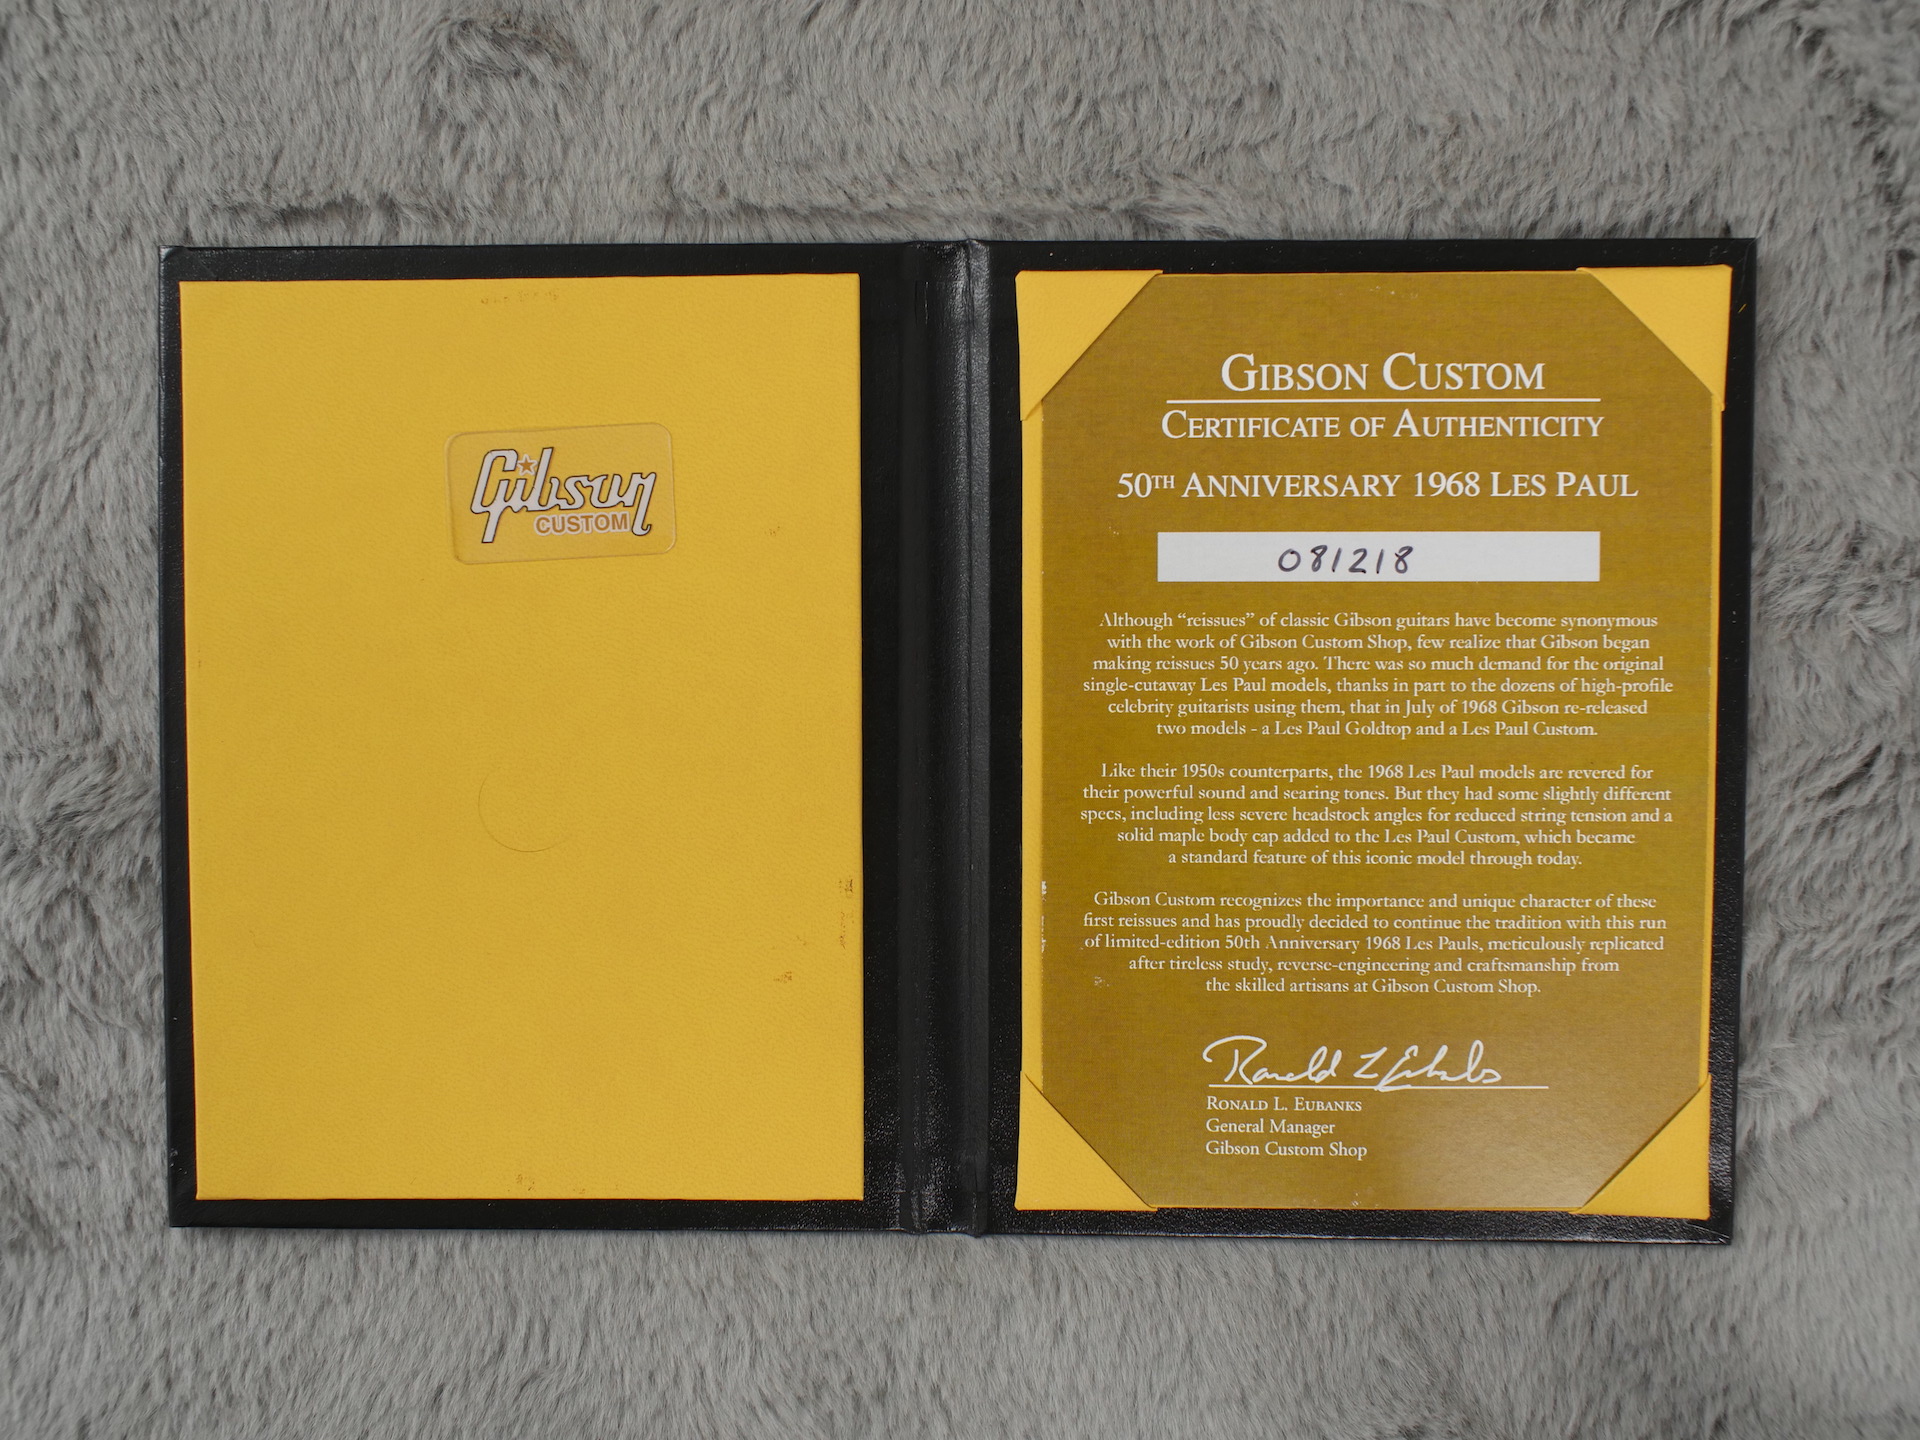 Gibson
CUSTOM
GIBSON CUSTOM
CERTIFICATE OF AUTHENTICITY
50TH ANNIVERSARY 1968 LES PAUL
081218
Although “reissues” of classic Gibson guitars have become synonymous
with the work of Gibson Custom Shop, few realize that Gibson began
making reissues 50 years ago. There was so much demand for the original
single-cutaway Les Paul models, thanks in part to the dozens of high-profile
celebrity guitarists using them, that in July of 1968 Gibson re-released
two models - a Les Paul Goldtop and a Les Paul Custom.
Like their 1950s counterparts, the 1968 Les Paul models are revered for
their powerful sound and searing tones. But they had some slightly different
specs, including less severe headstock angles for reduced string tension and a
solid maple body cap added to the Les Paul Custom, which became
a standard feature of this iconic model through today.
Gibson Custom recognizes the importance and unique character of these
first reissues and has proudly decided to continue the tradition with this run
of limited-edition 50th Anniversary 1968 Les Pauls, meticulously replicated
after tireless study, reverse-engineering and craftsmanship from
the skilled artisans at Gibson Custom Shop.
Ronald L Eubanks
RONALD L. EUBANKS
General Manager
Gibson Custom Shop